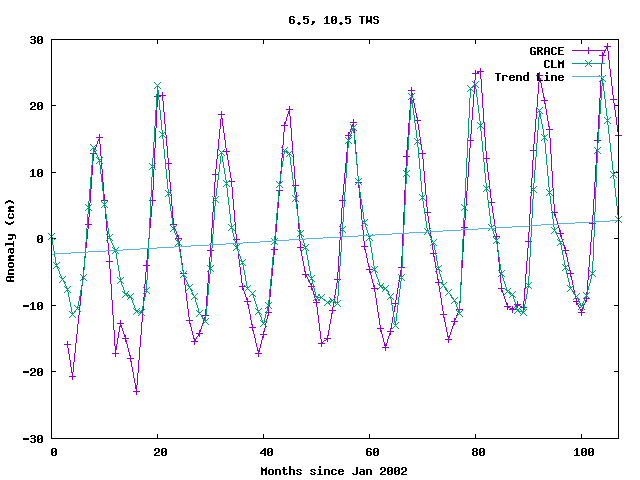 6.5, 10.5 TWS
GRACE
CLM
Trend Line
30
20
10
0
-10
-20
-30
Anomaly (cm)
0 20 40 60 80 100
Months since Jan 2002